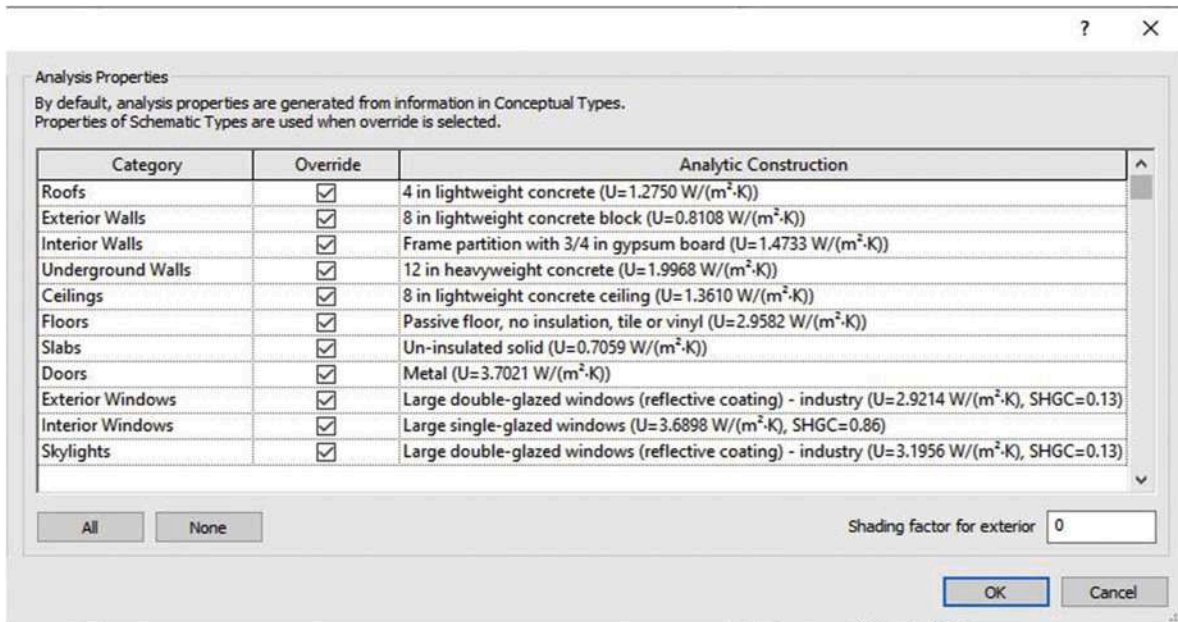 ?
Analysis Properties
By default, analysis properties are generated from information in Conceptual Types.
Properties of Schematic Types are used when override is selected.
Category Override Analytic Construction
Roofs 4 in lightweight concrete (U=1.2750 W/(m²·K))
Exterior Walls 8 in lightweight concrete block (U=0.8108 W/(m²·K))
Interior Walls Frame partition with 3/4 in gypsum board (U=1.4733 W/(m²·K))
Underground Walls 12 in heavyweight concrete (U=1.9968 W/(m²·K))
Ceilings 8 in lightweight concrete ceiling (U=1.3610 W/(m²·K))
Floors Passive floor, no insulation, tile or vinyl (U=2.9582 W/(m²·K))
Slabs Un-insulated solid (U=0.7059 W/(m²·K))
Doors Metal (U=3.7021 W/(m²·K))
Exterior Windows Large double-glazed windows (reflective coating) - industry (U=2.9214 W/(m²·K), SHGC=0.13)
Interior Windows Large single-glazed windows (U=3.6898 W/(m²·K), SHGC=0.86)
Skylights Large double-glazed windows (reflective coating) - industry (U=3.1956 W/(m²·K), SHGC=0.13)
All None Shading factor for exterior 0
OK Cancel